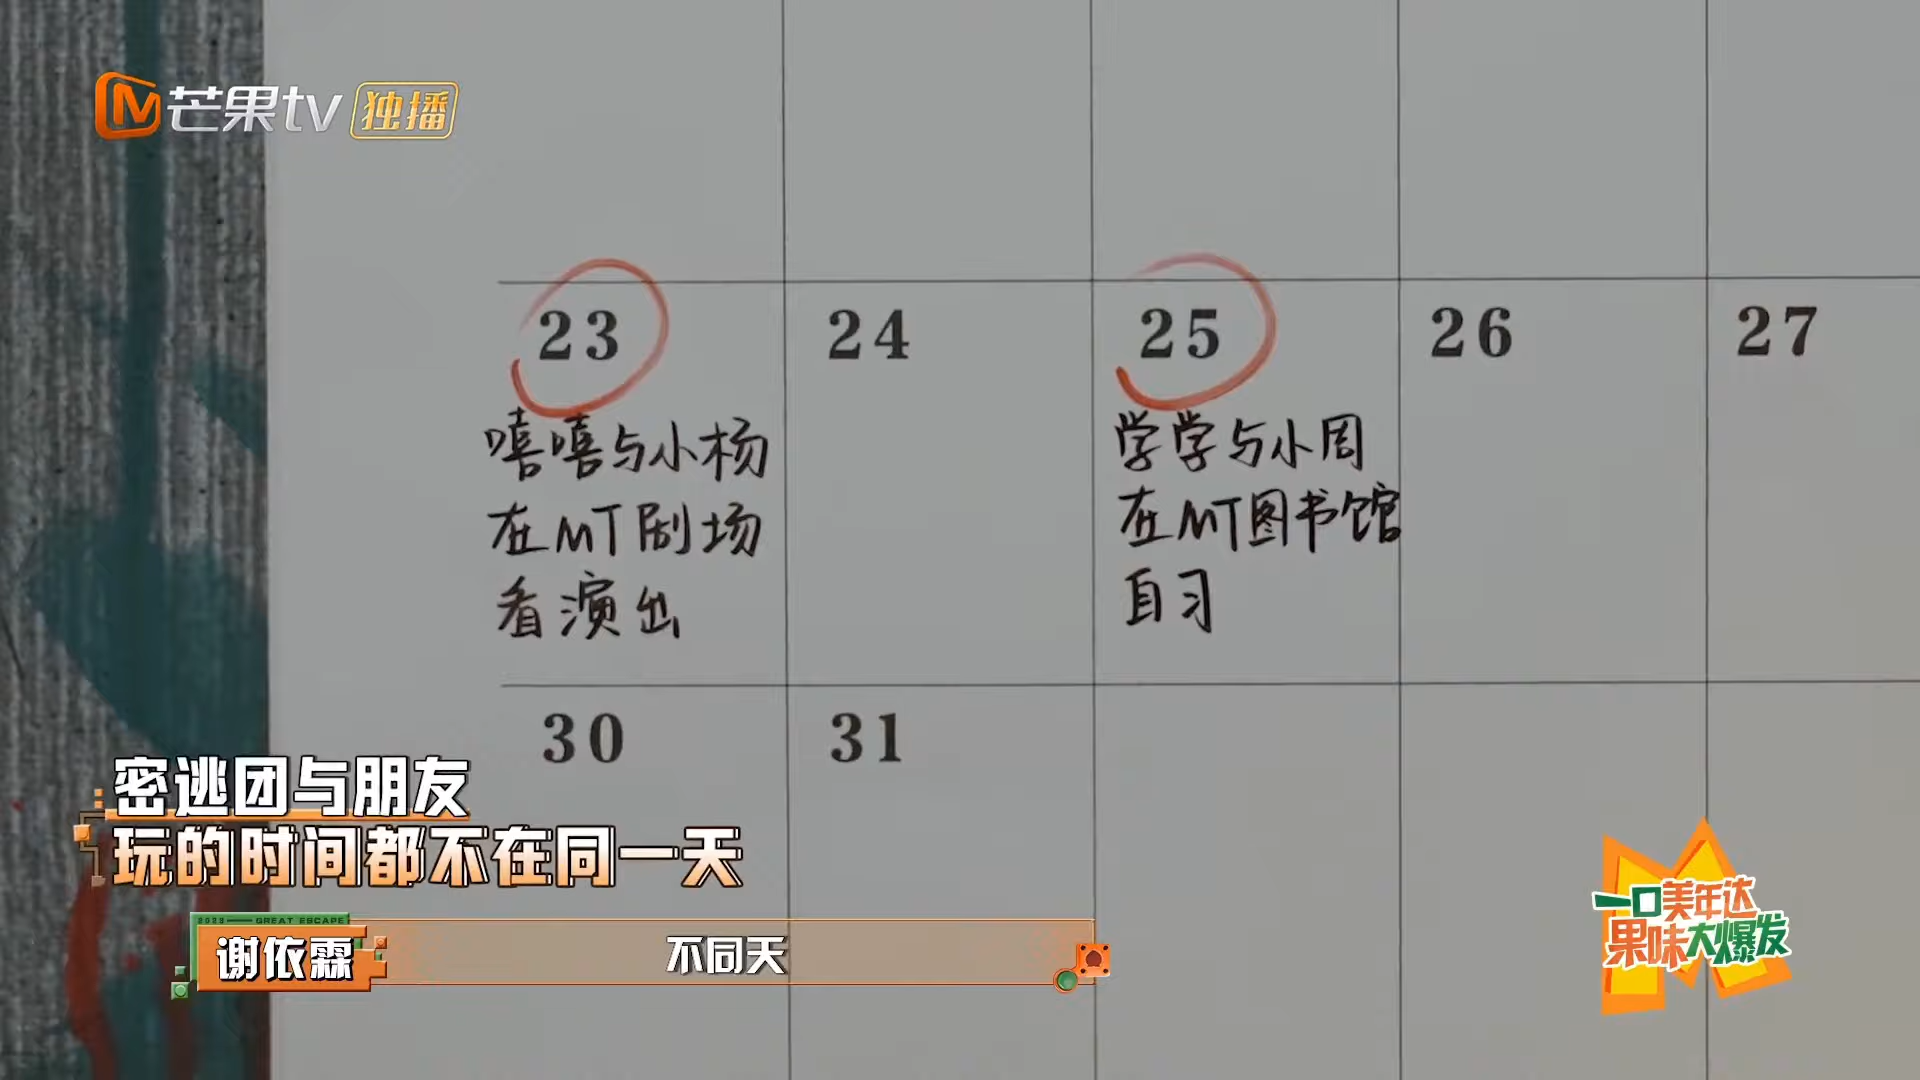 芒果tv 独播
23
24
25
26
27
嘻嘻与小杨
在MT剧场
看演出
学学与小周
在MT图书馆
自习
30
31
密逃团与朋友
玩的时间都不在同一天
2023 GREAT ESCAPE
谢依霖
不同天
一口美年达
果味大爆发